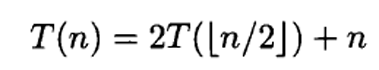 T(n) = 2T(⌊n/2⌋) + n